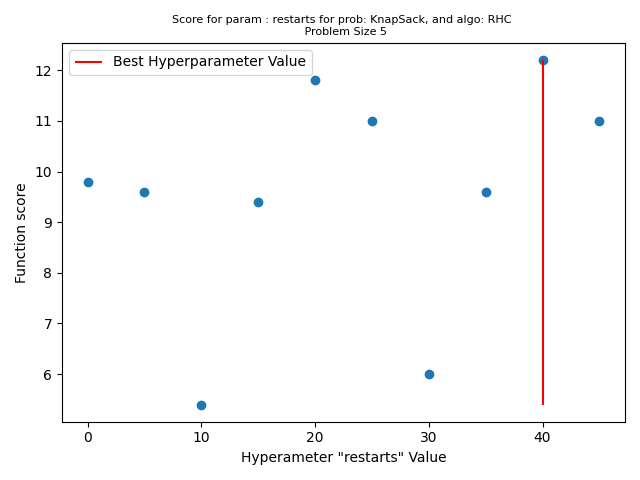 Score for param : restarts for prob: KnapSack, and algo: RHC
Problem Size 5
Best Hyperparameter Value
12
11
10
9
8
7
6
Function score
0
10
20
30
40
Hyperameter "restarts" Value